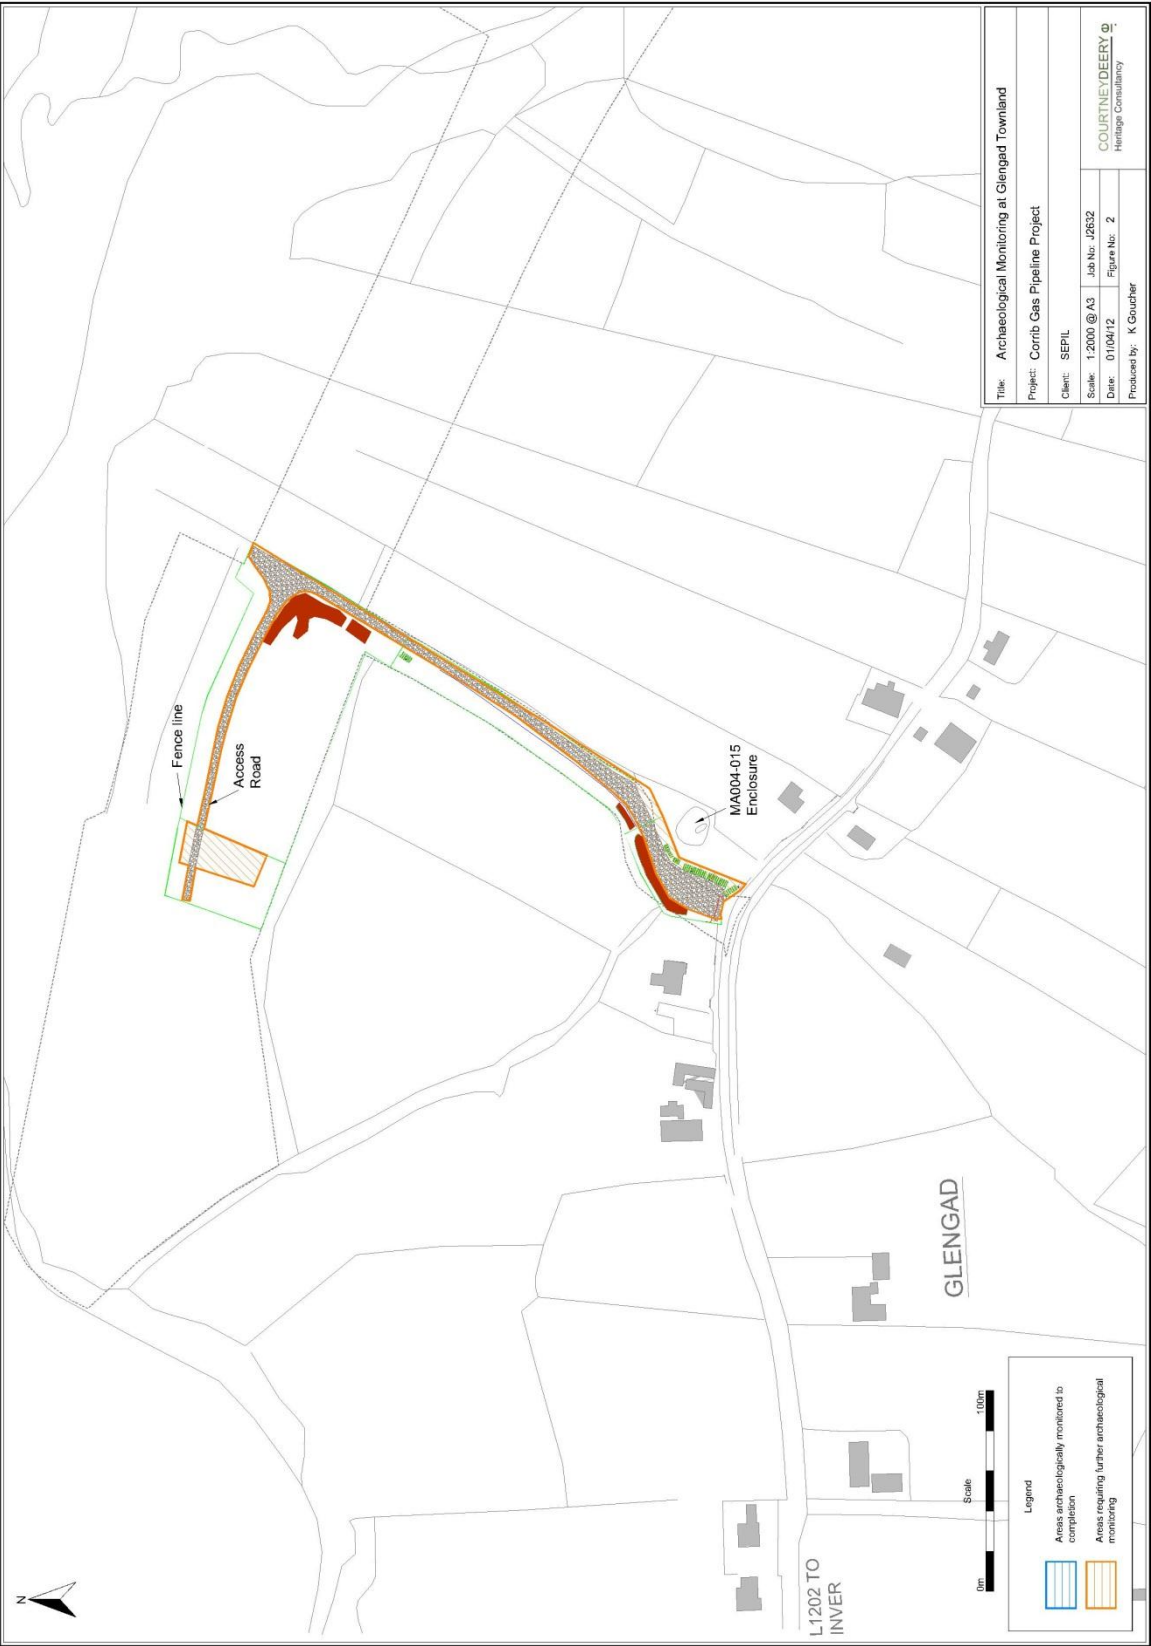 N
Fence line
Access
Road
MA004-015
Enclosure
GLENGAD
L1202 TO
INVER
Scale
0m 100m
Legend
Areas archaeologically monitored to
completion
Areas requiring further archaeological
monitoring
Title: Archaeological Monitoring at Glengad Townland
Project: Corrib Gas Pipeline Project
Client: SEPIL
Scale: 1:2000 @ A3 Job No: J2632
Date: 01/04/12 Figure No: 2
Produced by: K Goucher
COURTNEYDEERY
Heritage Consultancy